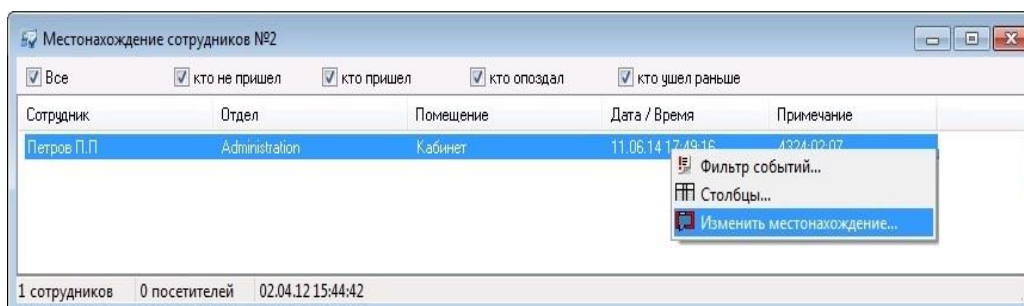 Местонахождение сотрудников №2
Все кто не пришел кто пришел кто опоздал кто ушел раньше
Сотрудник Отдел Помещение Дата / Время Примечание
Петров П.П Administration Кабинет 11.06.14 17:49:16 4324:02:07
Фильтр событий...
Столбцы...
Изменить местонахождение...
1 сотрудников 0 посетителей 02.04.12 15:44:42